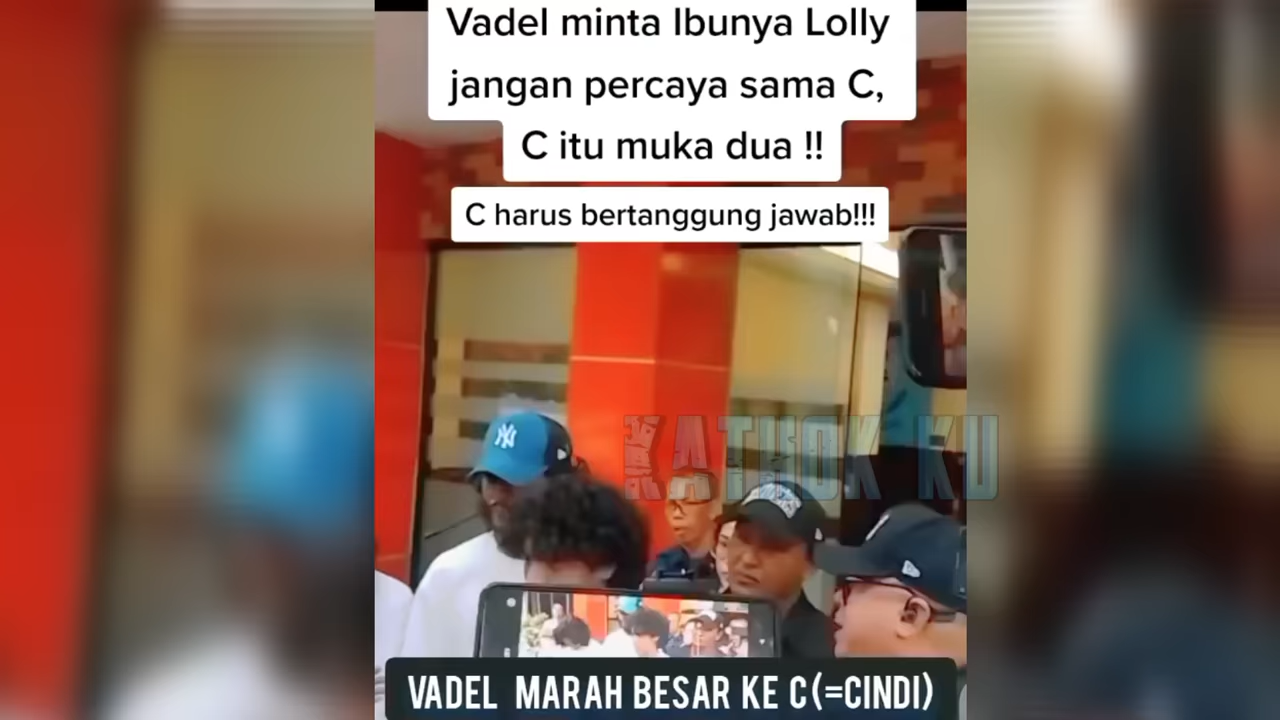 Vadel minta Ibunya Lolly
jangan percaya sama C,
C itu muka dua !!
C harus bertanggung jawab!!!
NY
KATHOK KU
VADEL MARAH BESAR KE C(=CINDI)